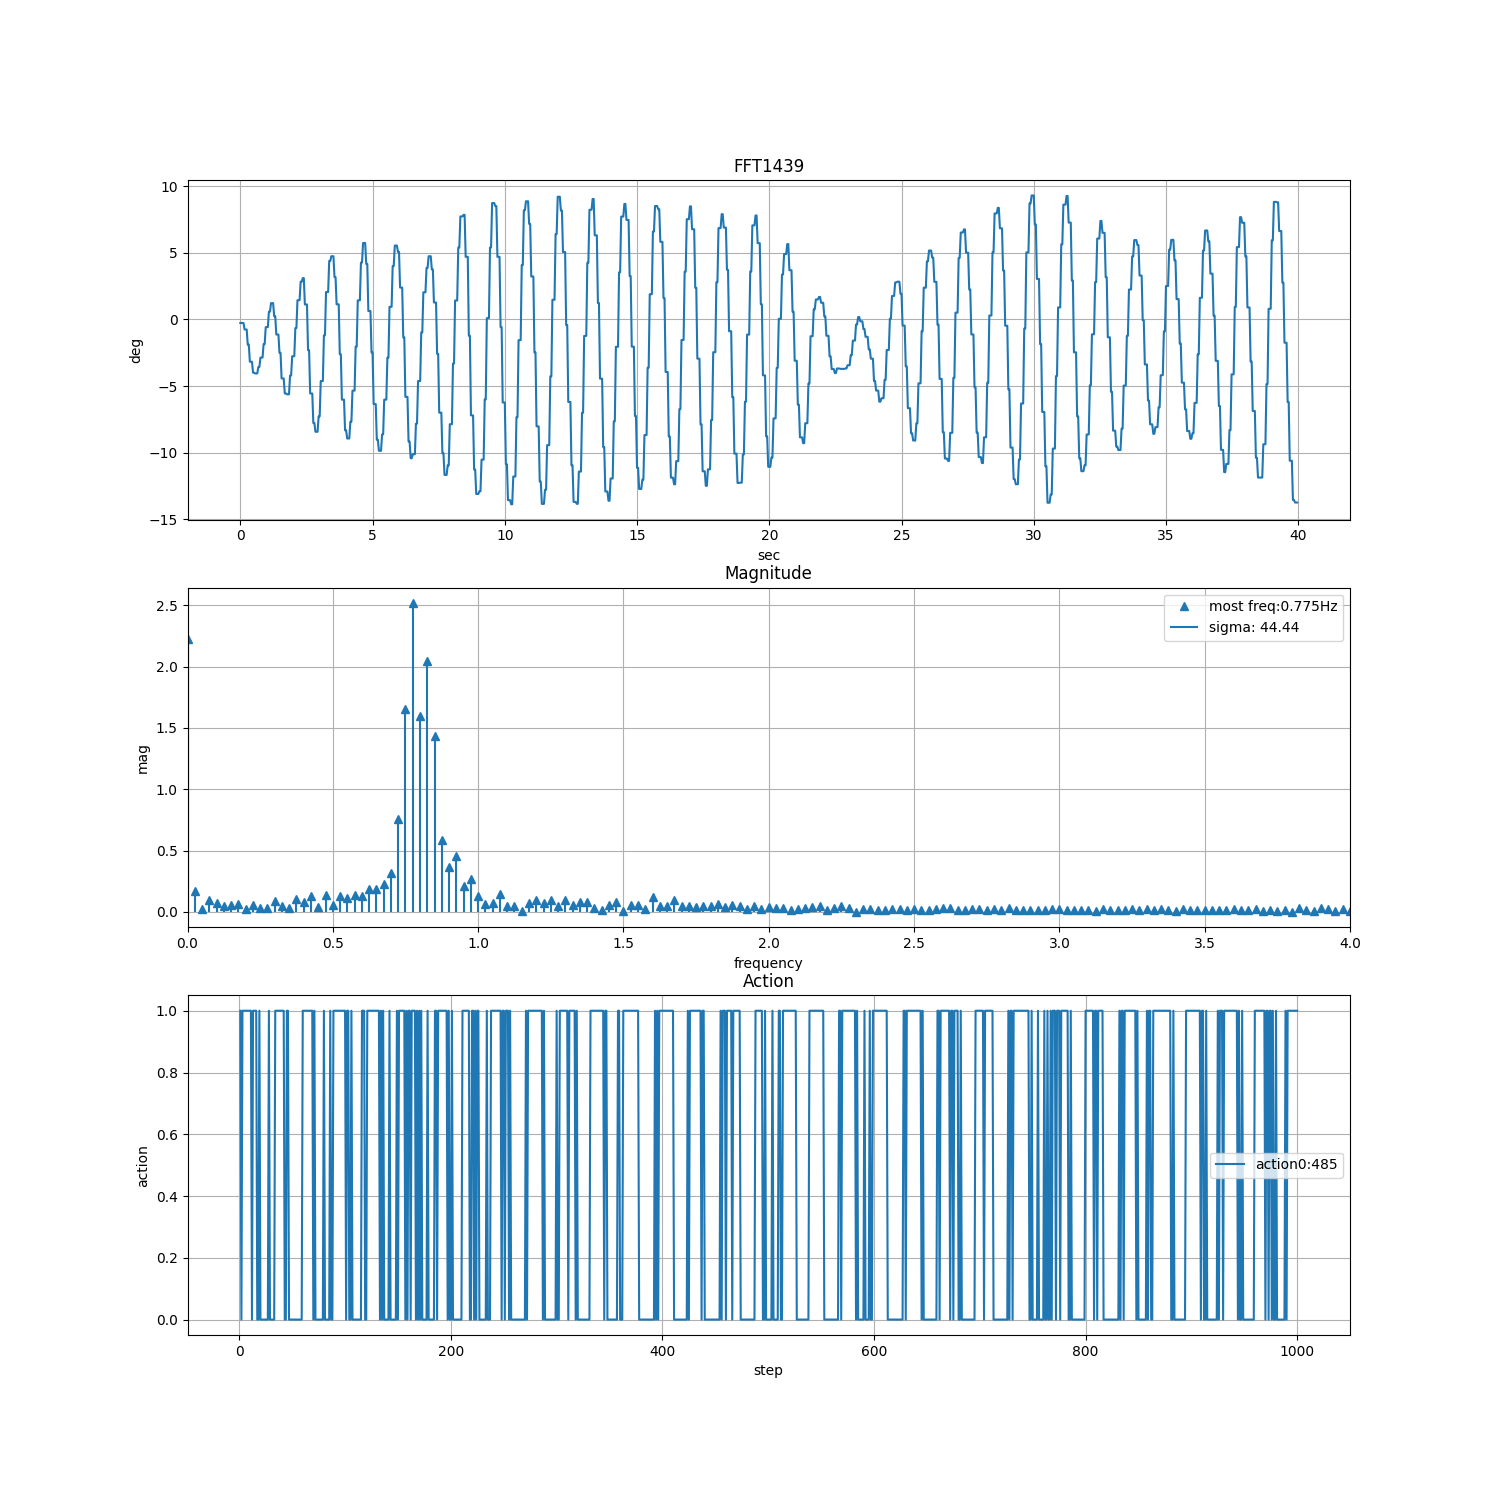 FFT1439
10
5
0
−5
−10
−15
deg
0 5 10 15 20 25 30 35 40
sec
Magnitude
2.5
2.0
1.5
1.0
0.5
0.0
mag
most freq:0.775Hz
sigma: 44.44
0.0 0.5 1.0 1.5 2.0 2.5 3.0 3.5 4.0
frequency
Action
1.0
0.8
0.6
0.4
0.2
0.0
action
action0:485
0 200 400 600 800 1000
step